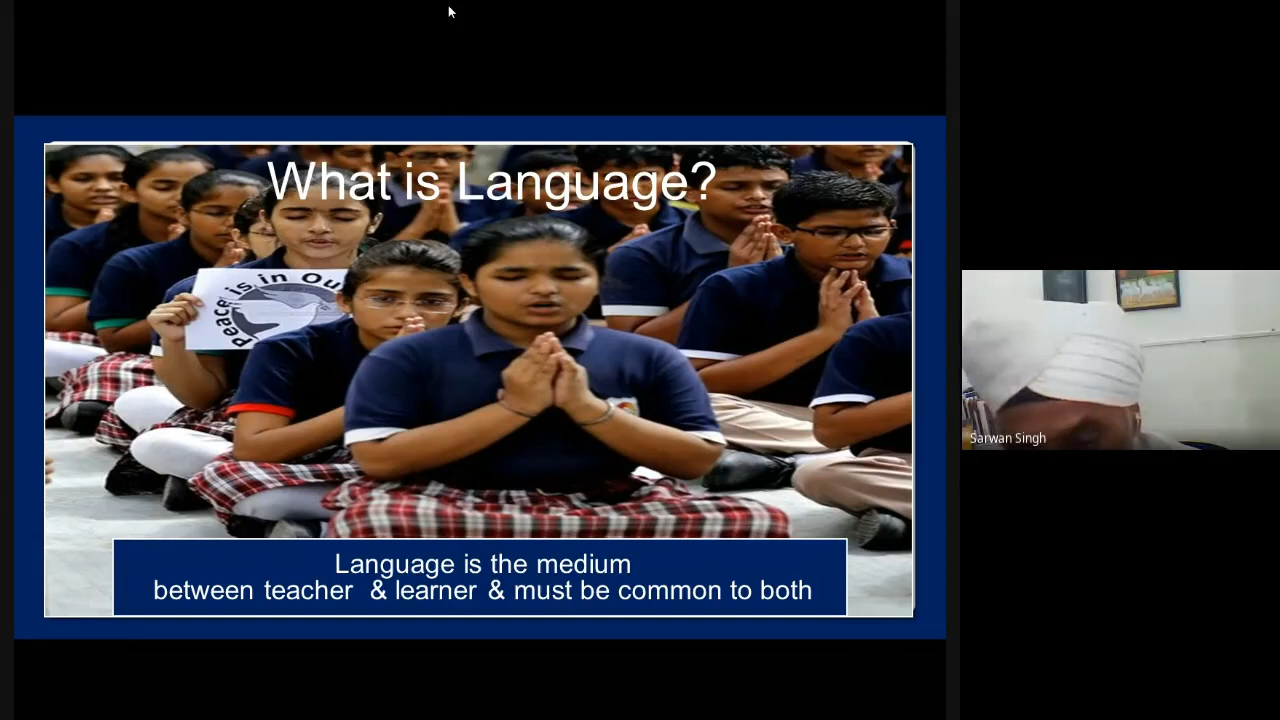 What is Language?
Peace is in Ou
Language is the medium
between teacher & learner & must be common to both
Sarwan Singh